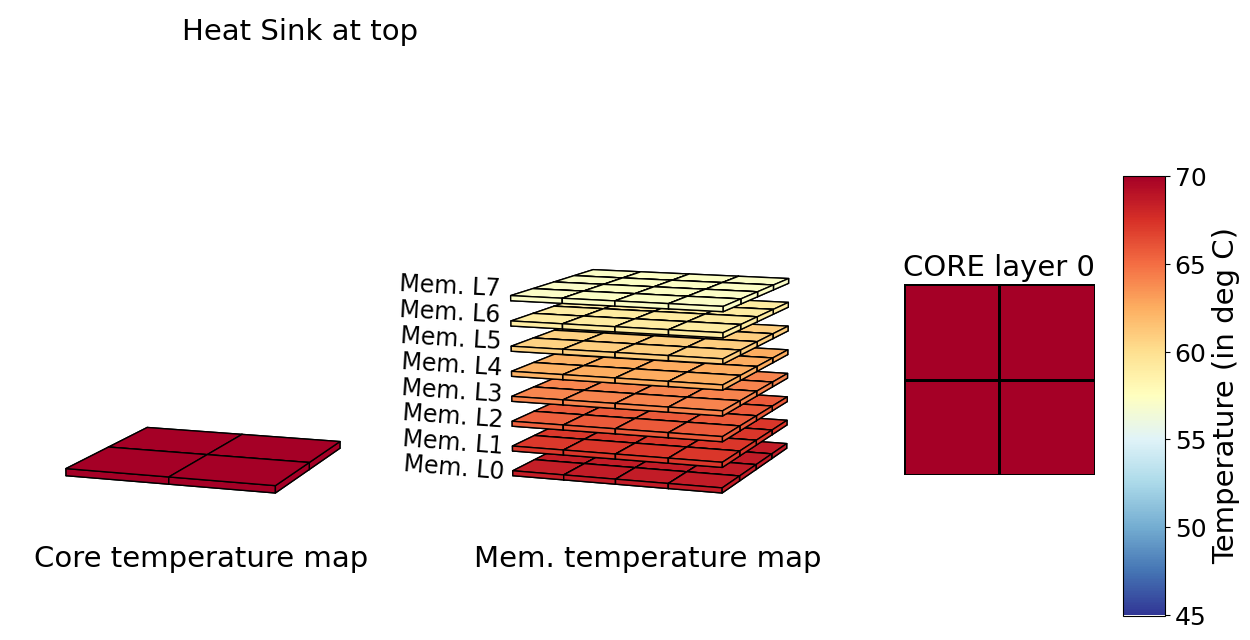 Heat Sink at top
Mem. L7
Mem. L6
Mem. L5
Mem. L4
Mem. L3
Mem. L2
Mem. L1
Mem. L0
Core temperature map
Mem. temperature map
CORE layer 0
70
65
60
55
50
45
Temperature (in deg C)